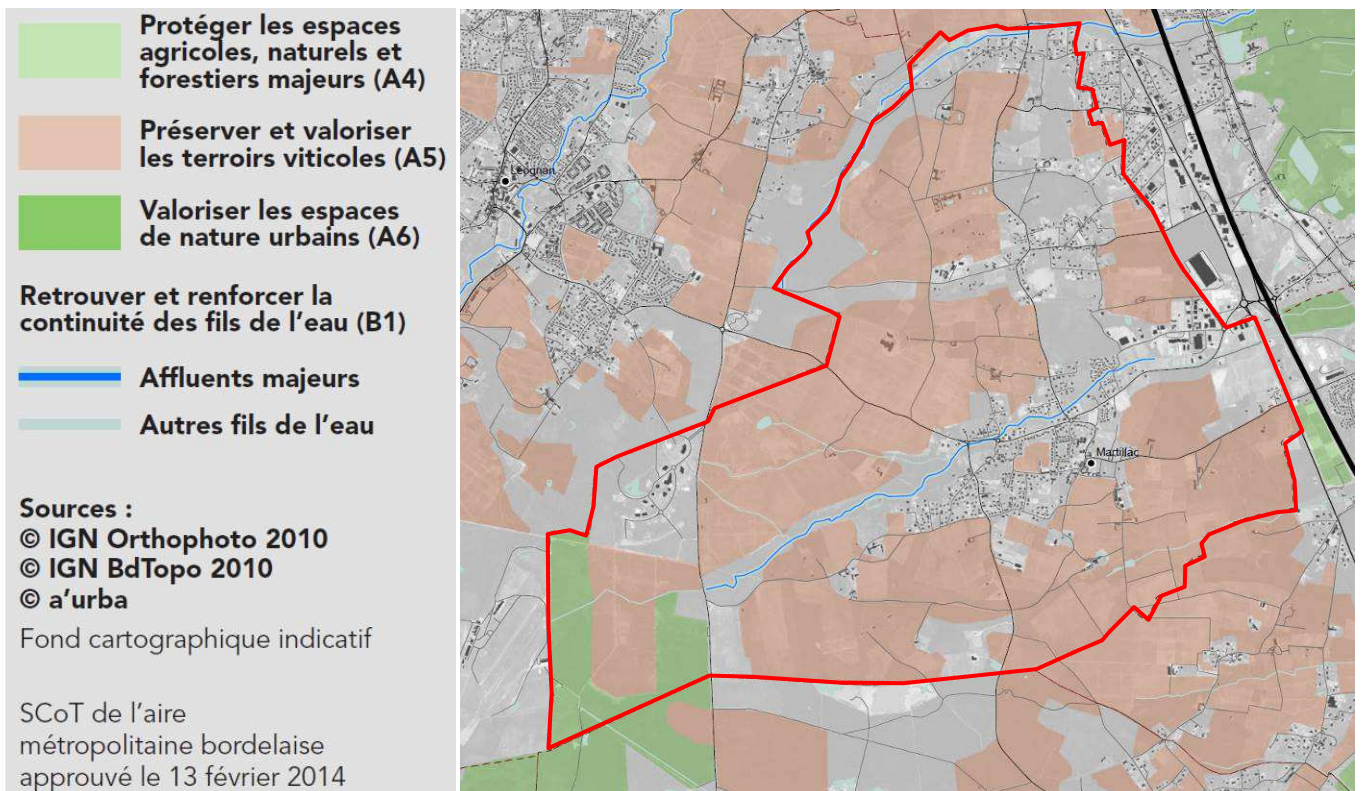 Protéger les espaces
agricoles, naturels et
forestiers majeurs (A4)
Préserver et valoriser
les terroirs viticoles (A5)
Valoriser les espaces
de nature urbains (A6)
Retrouver et renforcer la
continuité des fils de l'eau (B1)
Affluents majeurs
Autres fils de l'eau
Sources :
© IGN Orthophoto 2010
© IGN BdTopo 2010
© a'urba
Fond cartographique indicatif
SCoT de l'aire
métropolitaine bordelaise
approuvé le 13 février 2014
Léognan
Martillac